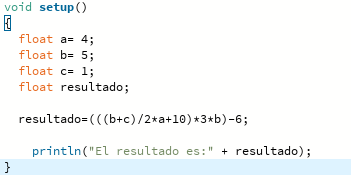 void setup()
{
float a= 4;
float b= 5;
float c= 1;
float resultado;
resultado=(((b+c)/2*a+10)*3*b)-6;
println("El resultado es:" + resultado);
}